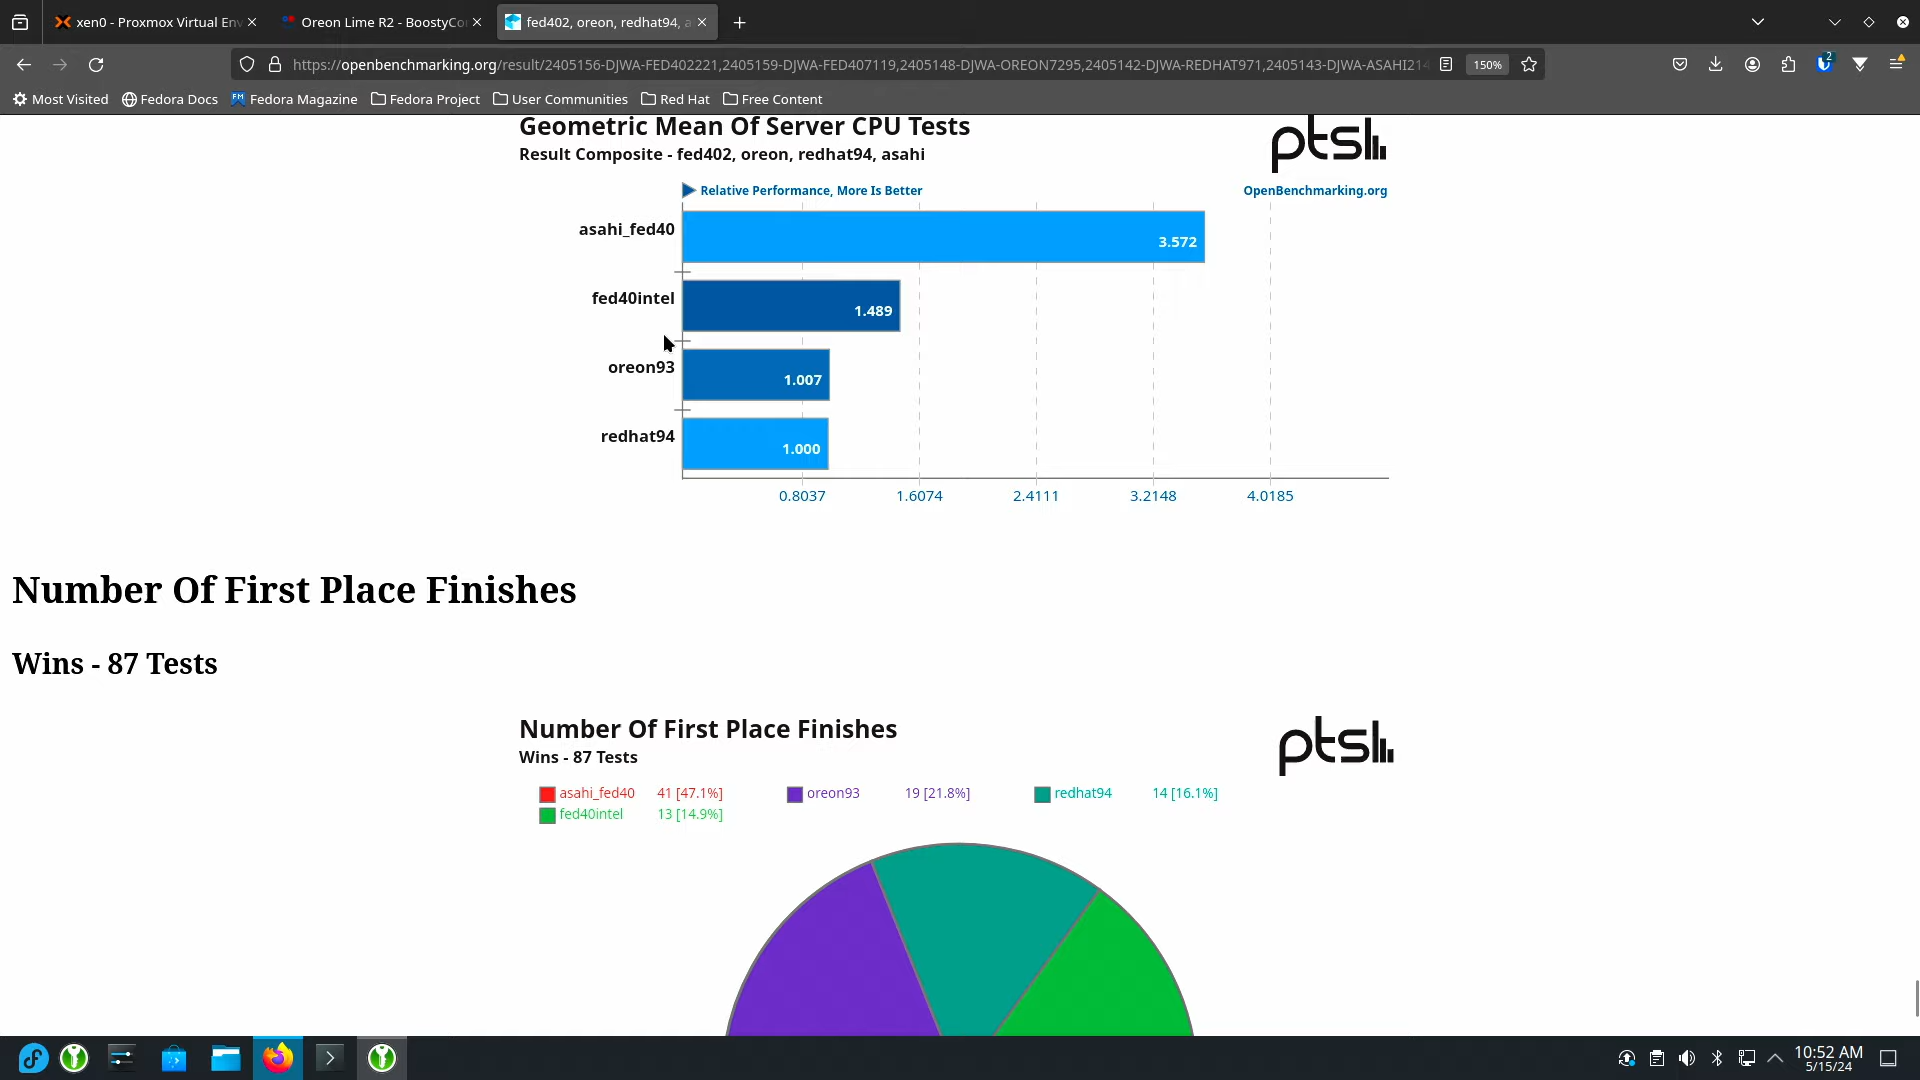 xen0 - Proxmox Virtual Env
Oreon Lime R2 - BoostyCo
fed402, oreon, redhat94, a
https://openbenchmarking.org/result/2405156-DJWA-FED402221,2405159-DJWA-FED407119,2405148-DJWA-OREON7295,2405142-DJWA-REDHAT971,2405143-DJWA-ASAHI214
150%
2
Most Visited
Fedora Docs
FM Fedora Magazine
Fedora Project
User Communities
Red Hat
Free Content
Geometric Mean Of Server CPU Tests
Result Composite - fed402, oreon, redhat94, asahi
ptsl
Relative Performance, More Is Better
OpenBenchmarking.org
asahi_fed40
3.572
fed40intel
1.489
oreon93
1.007
redhat94
1.000
0.8037 1.6074 2.4111 3.2148 4.0185
Number Of First Place Finishes
Wins - 87 Tests
Number Of First Place Finishes
Wins - 87 Tests
ptsl
asahi_fed40 41 [47.1%] oreon93 19 [21.8%] redhat94 14 [16.1%]
fed40intel 13 [14.9%]
10:52 AM
5/15/24